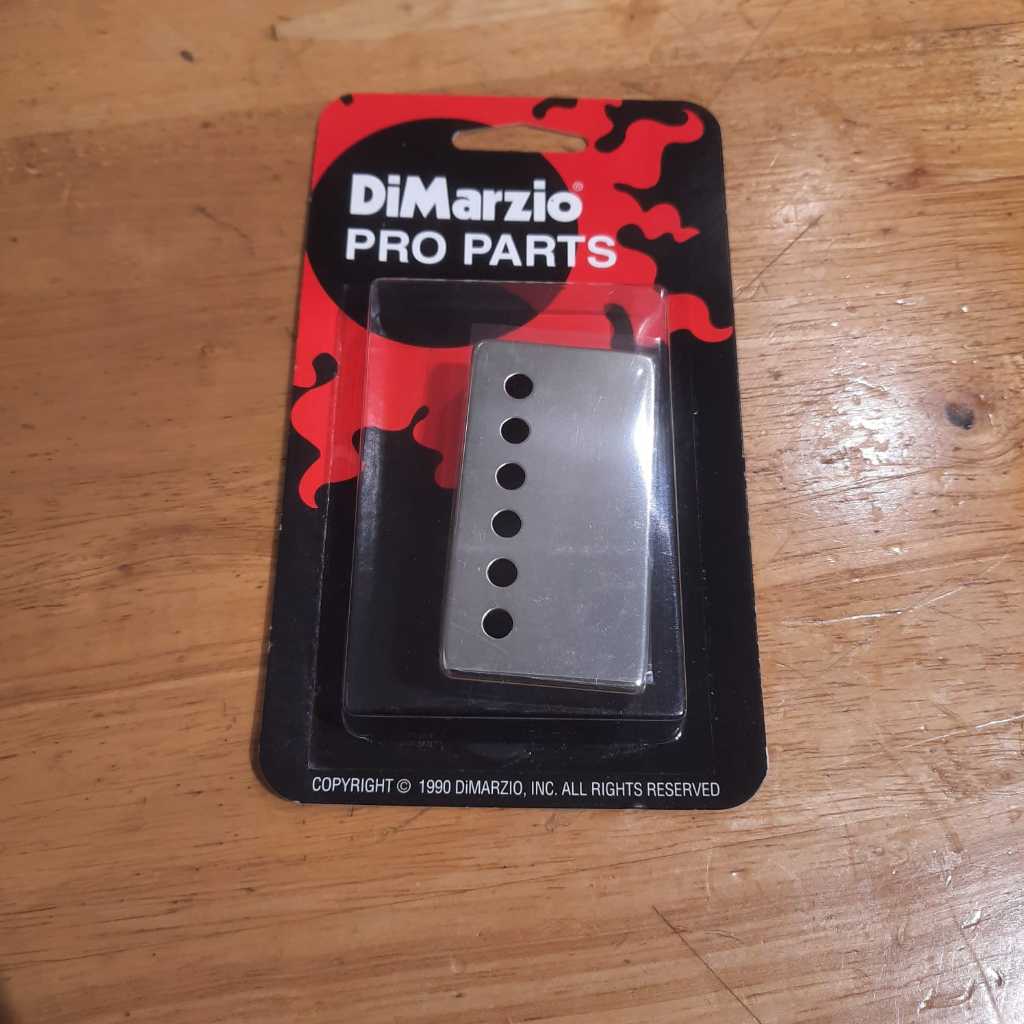 DiMarzio®
PRO PARTS
COPYRIGHT © 1990 DiMARZIO, INC. ALL RIGHTS RESERVED